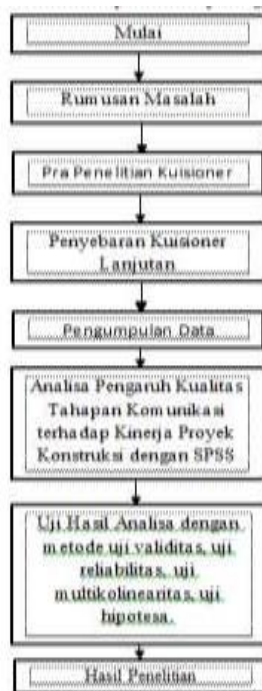 Mulai
Rumusan Masalah
Pra Penelitian Kuisioner
Penyebaran Kuisioner
Lanjutan
Pengumpulan Data
Analisa Pengaruh Kualitas
Tahapan Komunikasi
terhadap Kinerja Proyek
Konstruksi dengan SPSS
Uji Hasil Analisa dengan
metode uji validitas, uji
reliabilitas, uji
multikolinearitas, uji
hipotesa.
Hasil Penelitian